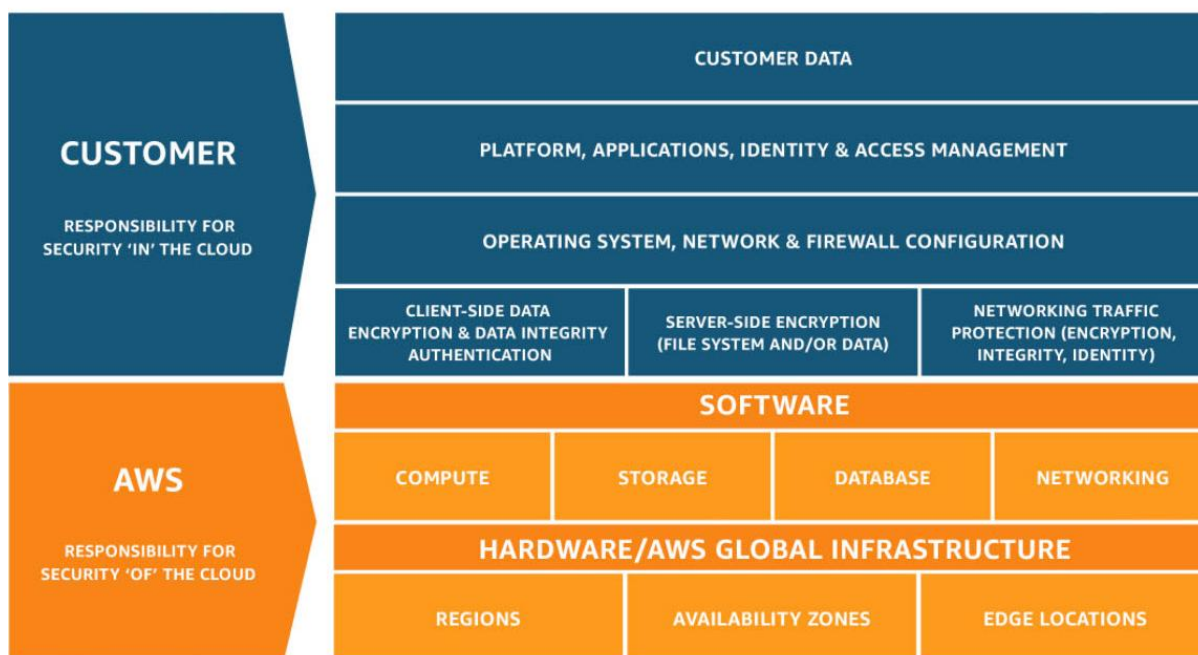 CUSTOMER
RESPONSIBILITY FOR
SECURITY ‘IN’ THE CLOUD
CUSTOMER DATA
PLATFORM, APPLICATIONS, IDENTITY & ACCESS MANAGEMENT
OPERATING SYSTEM, NETWORK & FIREWALL CONFIGURATION
CLIENT-SIDE DATA
ENCRYPTION & DATA INTEGRITY
AUTHENTICATION
SERVER-SIDE ENCRYPTION
(FILE SYSTEM AND/OR DATA)
NETWORKING TRAFFIC
PROTECTION (ENCRYPTION,
INTEGRITY, IDENTITY)
AWS
RESPONSIBILITY FOR
SECURITY ‘OF’ THE CLOUD
SOFTWARE
COMPUTE
STORAGE
DATABASE
NETWORKING
HARDWARE/AWS GLOBAL INFRASTRUCTURE
REGIONS
AVAILABILITY ZONES
EDGE LOCATIONS